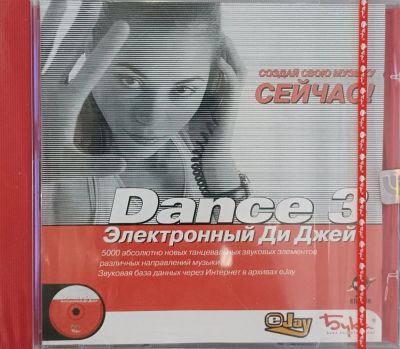 СОЗДАЙ СВОЮ МУЗЫКУ
СЕЙЧАС!
Dance 3
Электронный Ди Джей
5000 абсолютно новых танцевальных звуковых элементов
различных направлений музыки
Звуковая база данных через Интернет в архивах eJay
eJay
Бука